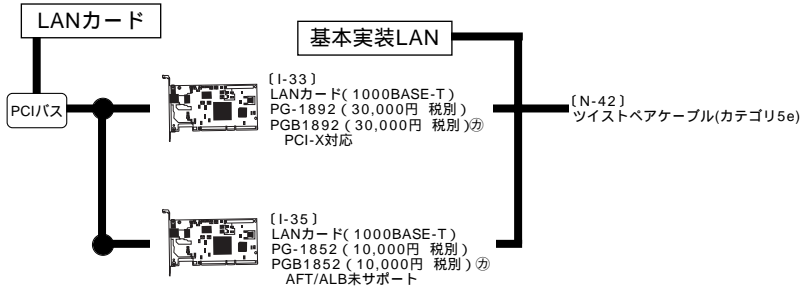 LANカード
基本実装LAN
PCIバス
〔I-33〕
LANカード(1000BASE-T)
PG-1892(30,000円 税別)
PGB1892(30,000円 税別)㋕
PCI-X対応
〔N-42〕
ツイストペアケーブル(カテゴリ5e)
〔I-35〕
LANカード(1000BASE-T)
PG-1852(10,000円 税別)
PGB1852(10,000円 税別)㋕
AFT/ALB未サポート